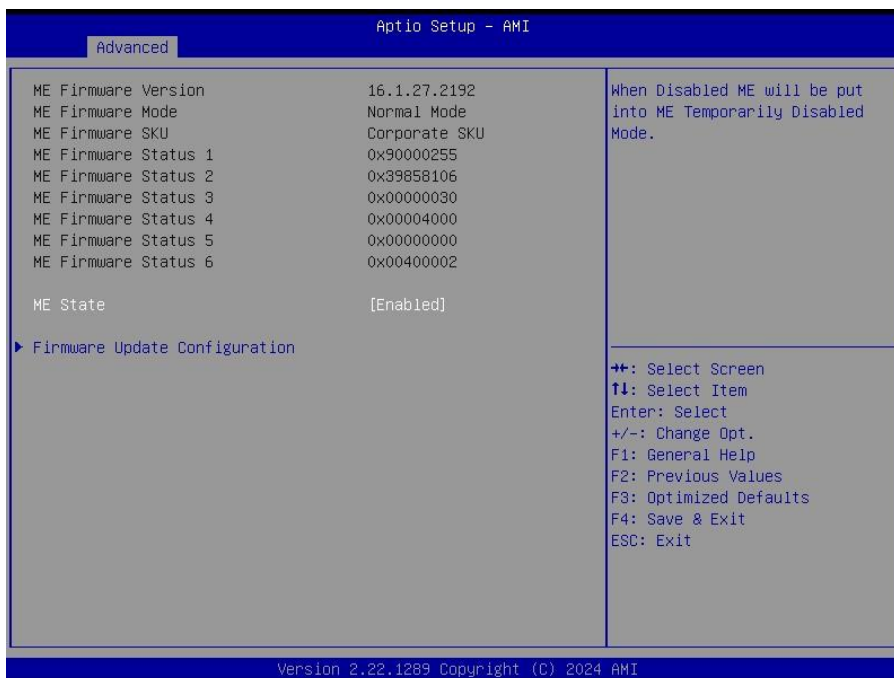 Aptio Setup – AMI
Advanced
ME Firmware Version 16.1.27.2192
ME Firmware Mode Normal Mode
ME Firmware SKU Corporate SKU
ME Firmware Status 1 0x90000255
ME Firmware Status 2 0x39858106
ME Firmware Status 3 0x00000030
ME Firmware Status 4 0x00004000
ME Firmware Status 5 0x00000000
ME Firmware Status 6 0x00400002
ME State [Enabled]
▶ Firmware Update Configuration
When Disabled ME will be put
into ME Temporarily Disabled
Mode.
→←: Select Screen
↑↓: Select Item
Enter: Select
+/-: Change Opt.
F1: General Help
F2: Previous Values
F3: Optimized Defaults
F4: Save & Exit
ESC: Exit
Version 2.22.1289 Copyright (C) 2024 AMI